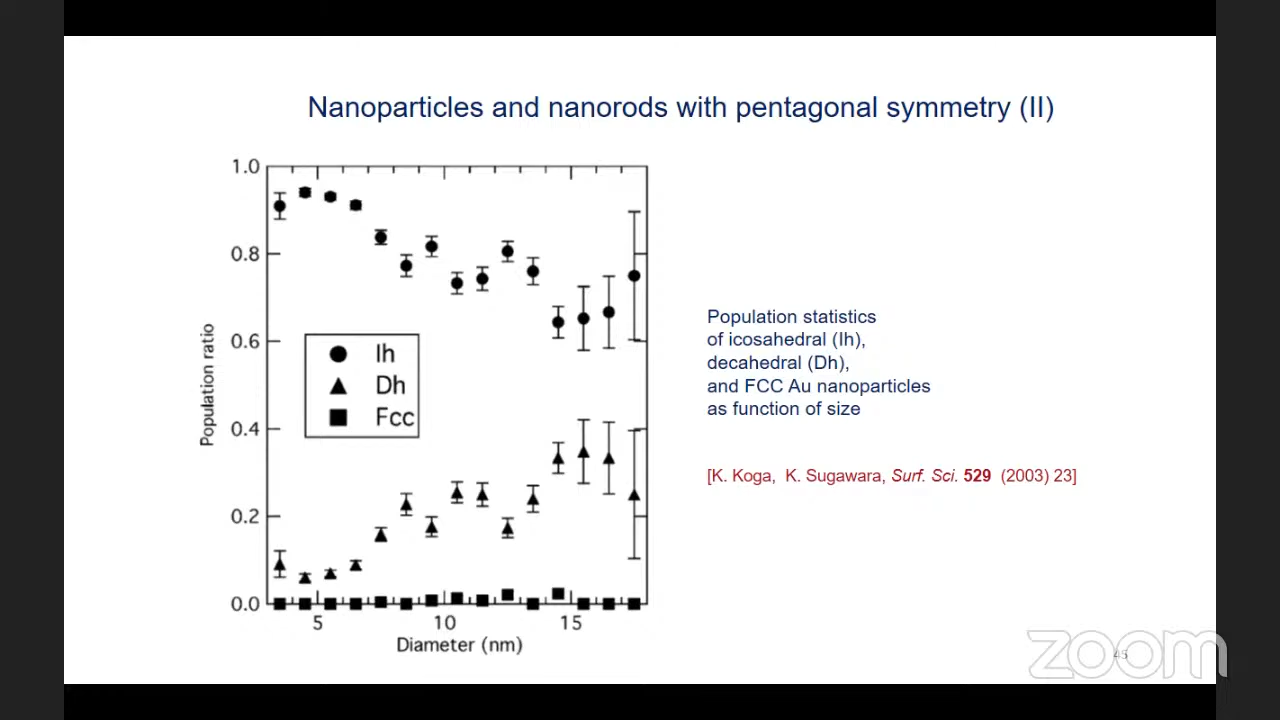 Nanoparticles and nanorods with pentagonal symmetry (II)
1.0
0.8
0.6
0.4
0.2
0.0
Population ratio
Ih
Dh
Fcc
5
10
15
Diameter (nm)
Population statistics
of icosahedral (Ih),
decahedral (Dh),
and FCC Au nanoparticles
as function of size
[K. Koga, K. Sugawara, Surf. Sci. 529 (2003) 23]
45
zoom